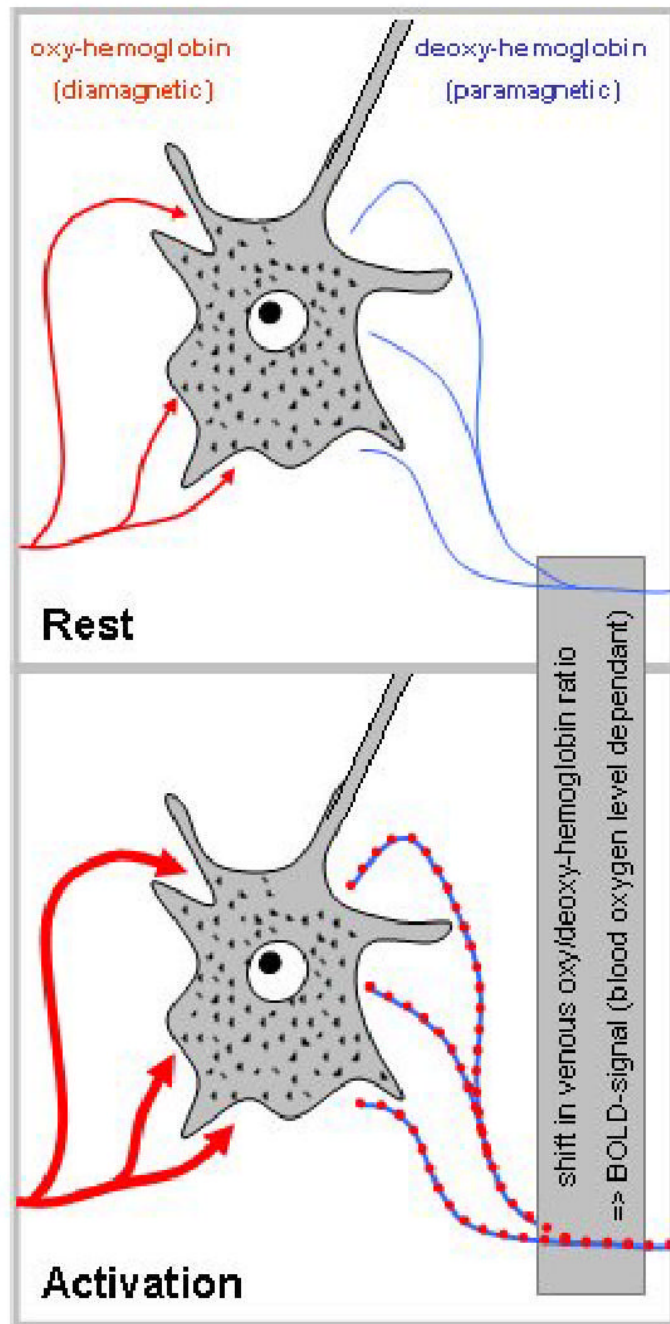 oxy-hemoglobin
(diamagnetic)
deoxy-hemoglobin
(paramagnetic)
Rest
shift in venous oxy/deoxy-hemoglobin ratio
=> BOLD-signal (blood oxygen level dependant)
Activation